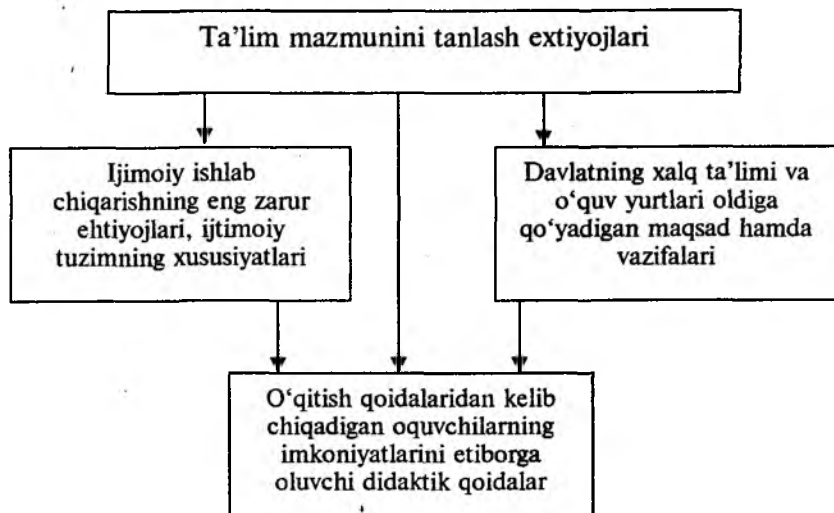 Ta’lim mazmunini tanlash extiyojlari
Ijimoiy ishlab
chiqarishning eng zarur
ehtiyojlari, ijtimoiy
tuzimning xususiyatlari
Davlatning xalq ta’limi va
o‘quv yurtlari oldiga
qo‘yadigan maqsad hamda
vazifalari
O‘qitish qoidalaridan kelib
chiqadigan oquvchilarning
imkoniyatlarini etiborga
oluvchi didaktik qoidalar